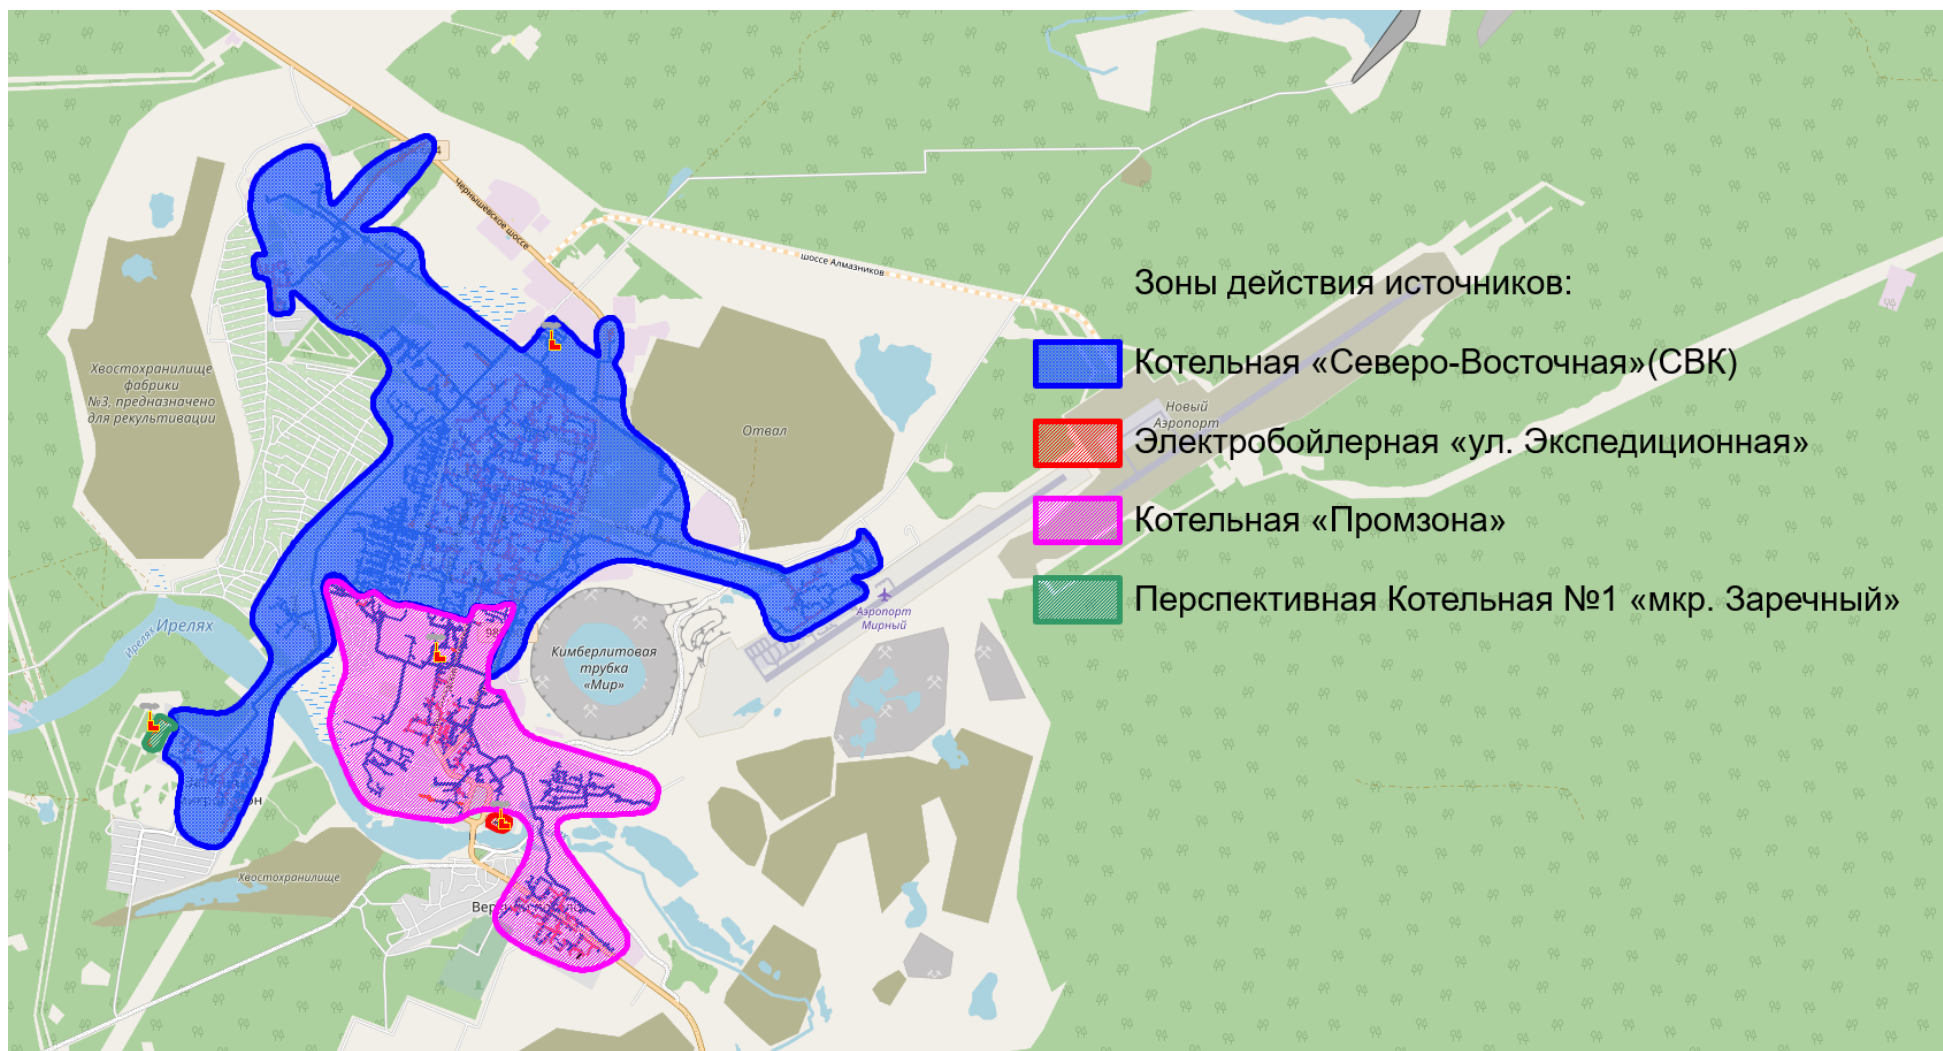 Чернышевское шоссе
шоссе Алмазников
Зоны действия источников:
Котельная «Северо-Восточная»(СВК)
Хвостохранилище
фабрики
№3, предназначено
для рекультивации
Новый
Аэропорт
Отвал
Электробойлерная «ул. Экспедиционная»
Котельная «Промзона»
Перспективная Котельная №1 «мкр. Заречный»
Аэропорт
Мирный
Ирелях
Ирелях
Кимберлитовая
трубка
«Мир»
Хвостохранилище